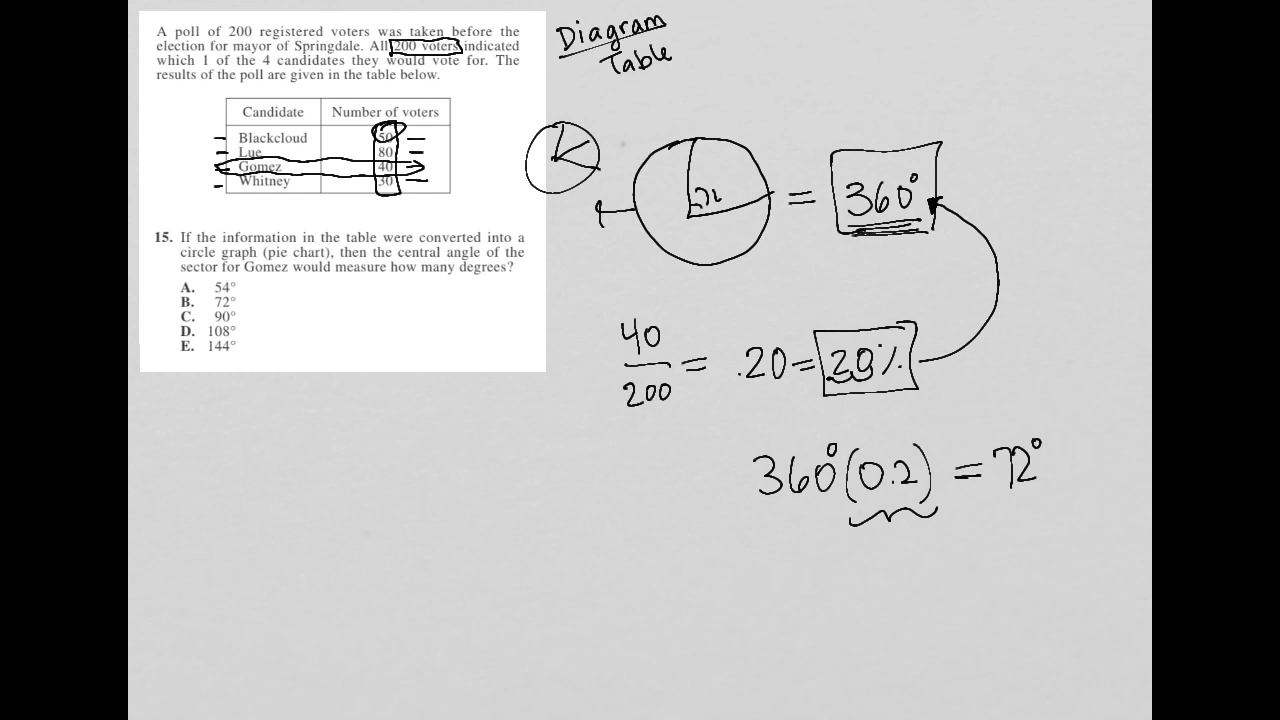 A poll of 200 registered voters was taken before the
election for mayor of Springdale. All 200 voters indicated
which 1 of the 4 candidates they would vote for. The
results of the poll are given in the table below.
Candidate Number of voters
Blackcloud 50
Lue 80
Gomez 40
Whitney 30
15. If the information in the table were converted into a
circle graph (pie chart), then the central angle of the
sector for Gomez would measure how many degrees?
A. 54°
B. 72°
C. 90°
D. 108°
E. 144°
Diagram
Table
= 360°
40
200
= .20 = 20%
360°(0.2) = 72°